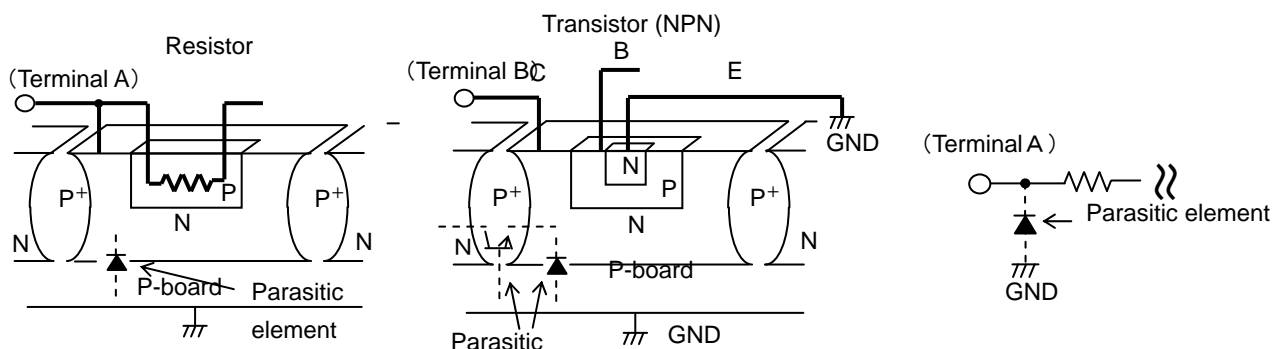 Resistor
(Terminal A)
P+
P
P+
N
N
N
P-board
Parasitic
element
Transistor (NPN)
B
(Terminal B)
C
E
GND
N
P+
P
P+
N
N
N
P-board
Parasitic
GND
(Terminal A)
Parasitic element
GND